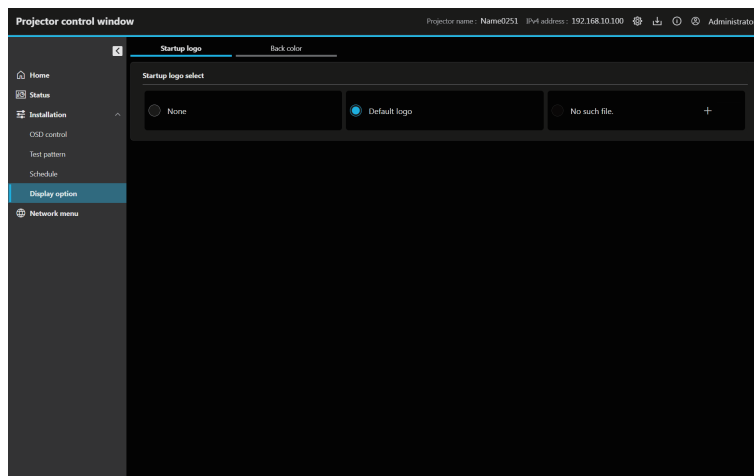 Projector control window
Projector name : Name0251 IPv4 address : 192.168.10.100 Administrato
Startup logo Back color
Home
Status
Installation
OSD control
Test pattern
Schedule
Display option
Network menu
Startup logo select
None Default logo No such file.